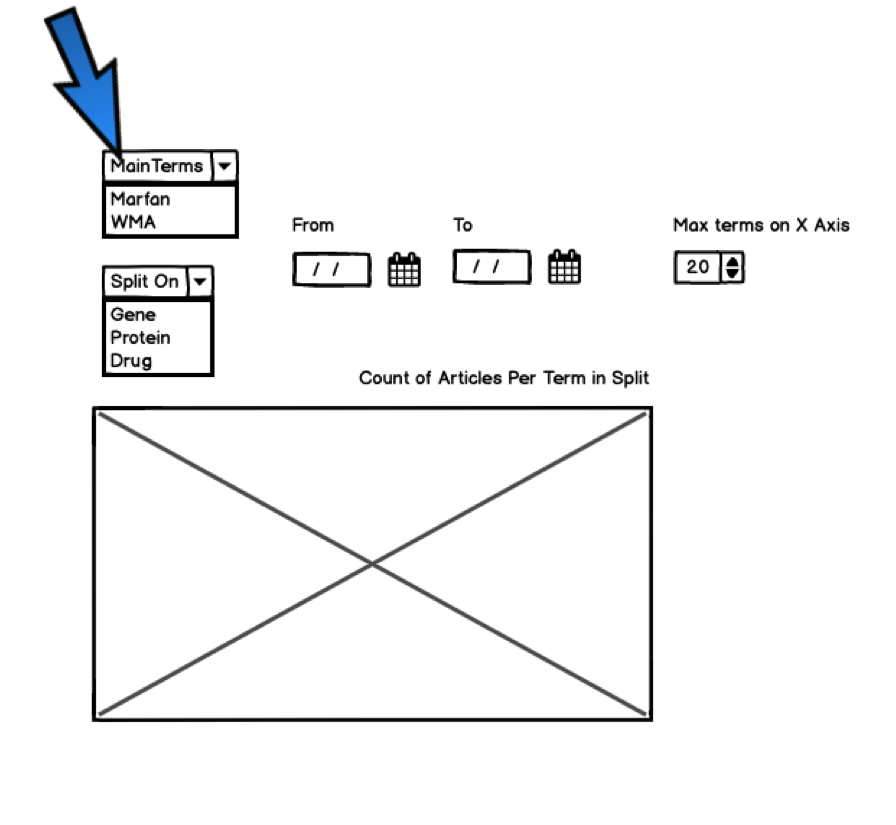 MainTerms
Marfan
WMA
From
To
Max terms on X Axis
/ /
/ /
20
Split On
Gene
Protein
Drug
Count of Articles Per Term in Split